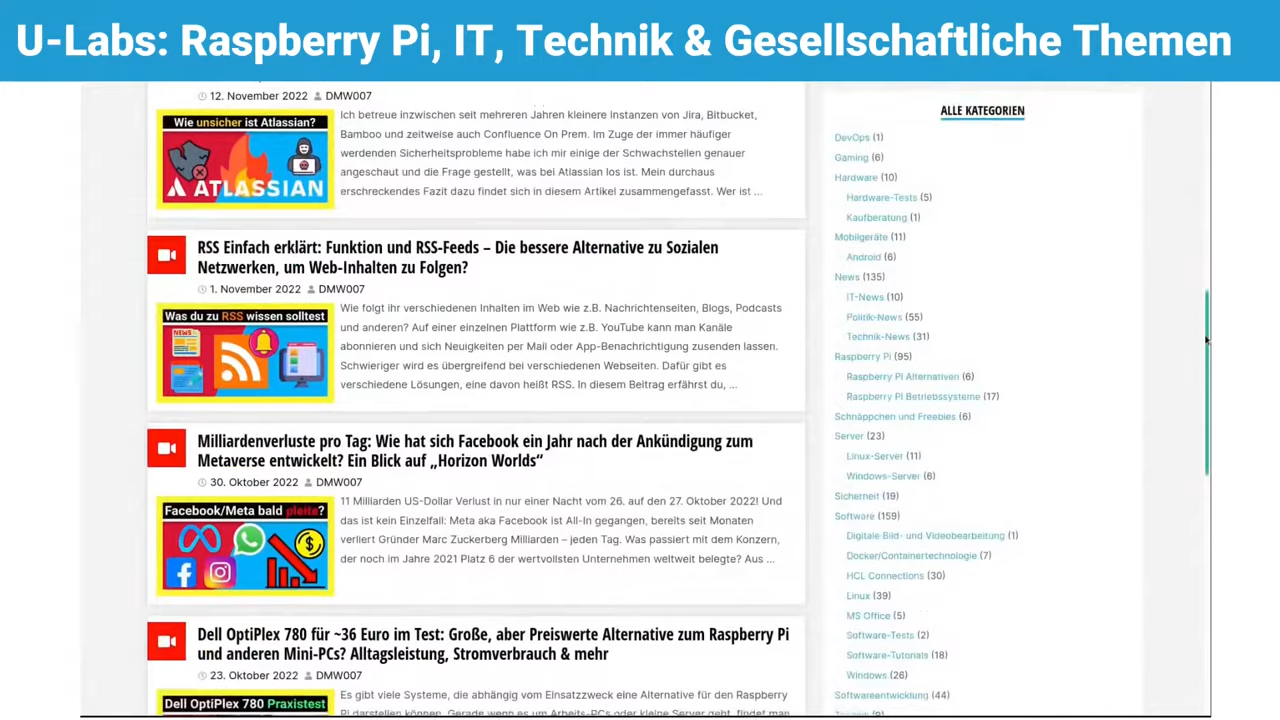 U-Labs: Raspberry Pi, IT, Technik & Gesellschaftliche Themen
12. November 2022 DMW007
Wie unsicher ist Atlassian?
ATLASSIAN
Ich betreue inzwischen seit mehreren Jahren kleinere Instanzen von Jira, Bitbucket,
Bamboo und zeitweise auch Confluence On Prem. Im Zuge der immer häufiger
werdenden Sicherheitsprobleme habe ich mir einige der Schwachstellen genauer
angeschaut und die Frage gestellt, was bei Atlassian los ist. Mein durchaus
erschreckendes Fazit dazu findet sich in diesem Artikel zusammengefasst. Wer ist ...
RSS Einfach erklärt: Funktion und RSS-Feeds – Die bessere Alternative zu Sozialen
Netzwerken, um Web-Inhalten zu Folgen?
1. November 2022 DMW007
Was du zu RSS wissen solltest
NEWS
Wie folgt ihr verschiedenen Inhalten im Web wie z.B. Nachrichtenseiten, Blogs, Podcasts
und anderen? Auf einer einzelnen Plattform wie z.B. YouTube kann man Kanäle
abonnieren und sich Neuigkeiten per Mail oder App-Benachrichtigung zusenden lassen.
Schwieriger wird es übergreifend bei verschiedenen Webseiten. Dafür gibt es
verschiedene Lösungen, eine davon heißt RSS. In diesem Beitrag erfährst du, ...
Milliardenverluste pro Tag: Wie hat sich Facebook ein Jahr nach der Ankündigung zum
Metaverse entwickelt? Ein Blick auf „Horizon Worlds“
30. Oktober 2022 DMW007
Facebook/Meta bald pleite?
11 Milliarden US-Dollar Verlust in nur einer Nacht vom 26. auf den 27. Oktober 2022! Und
das ist kein Einzelfall: Meta aka Facebook ist All-In gegangen, bereits seit Monaten
verliert Gründer Marc Zuckerberg Milliarden – jeden Tag. Was passiert mit dem Konzern,
der noch im Jahre 2021 Platz 6 der wertvollsten Unternehmen weltweit belegte? Aus ...
Dell OptiPlex 780 für ~36 Euro im Test: Große, aber Preiswerte Alternative zum Raspberry Pi
und anderen Mini-PCs? Alltagsleistung, Stromverbrauch & mehr
23. Oktober 2022 DMW007
Dell OptiPlex 780 Praxistest
Es gibt viele Systeme, die abhängig vom Einsatzzweck eine Alternative für den Raspberry
Pi darstellen können. Gerade wenn es um Arbeits-PCs oder kleine Server geht, findet man
ALLE KATEGORIEN
DevOps (1)
Gaming (6)
Hardware (10)
Hardware-Tests (5)
Kaufberatung (1)
Mobilgeräte (11)
Android (6)
News (135)
IT-News (10)
Politik-News (55)
Technik-News (31)
Raspberry Pi (95)
Raspberry Pi Alternativen (6)
Raspberry Pi Betriebssysteme (17)
Schnäppchen und Freebies (6)
Server (23)
Linux-Server (11)
Windows-Server (6)
Sicherheit (19)
Software (159)
Digitale Bild- und Videobearbeitung (1)
Docker/Containertechnologie (7)
HCL Connections (30)
Linux (39)
MS Office (5)
Software-Tests (2)
Software-Tutorials (18)
Windows (26)
Softwareentwicklung (44)